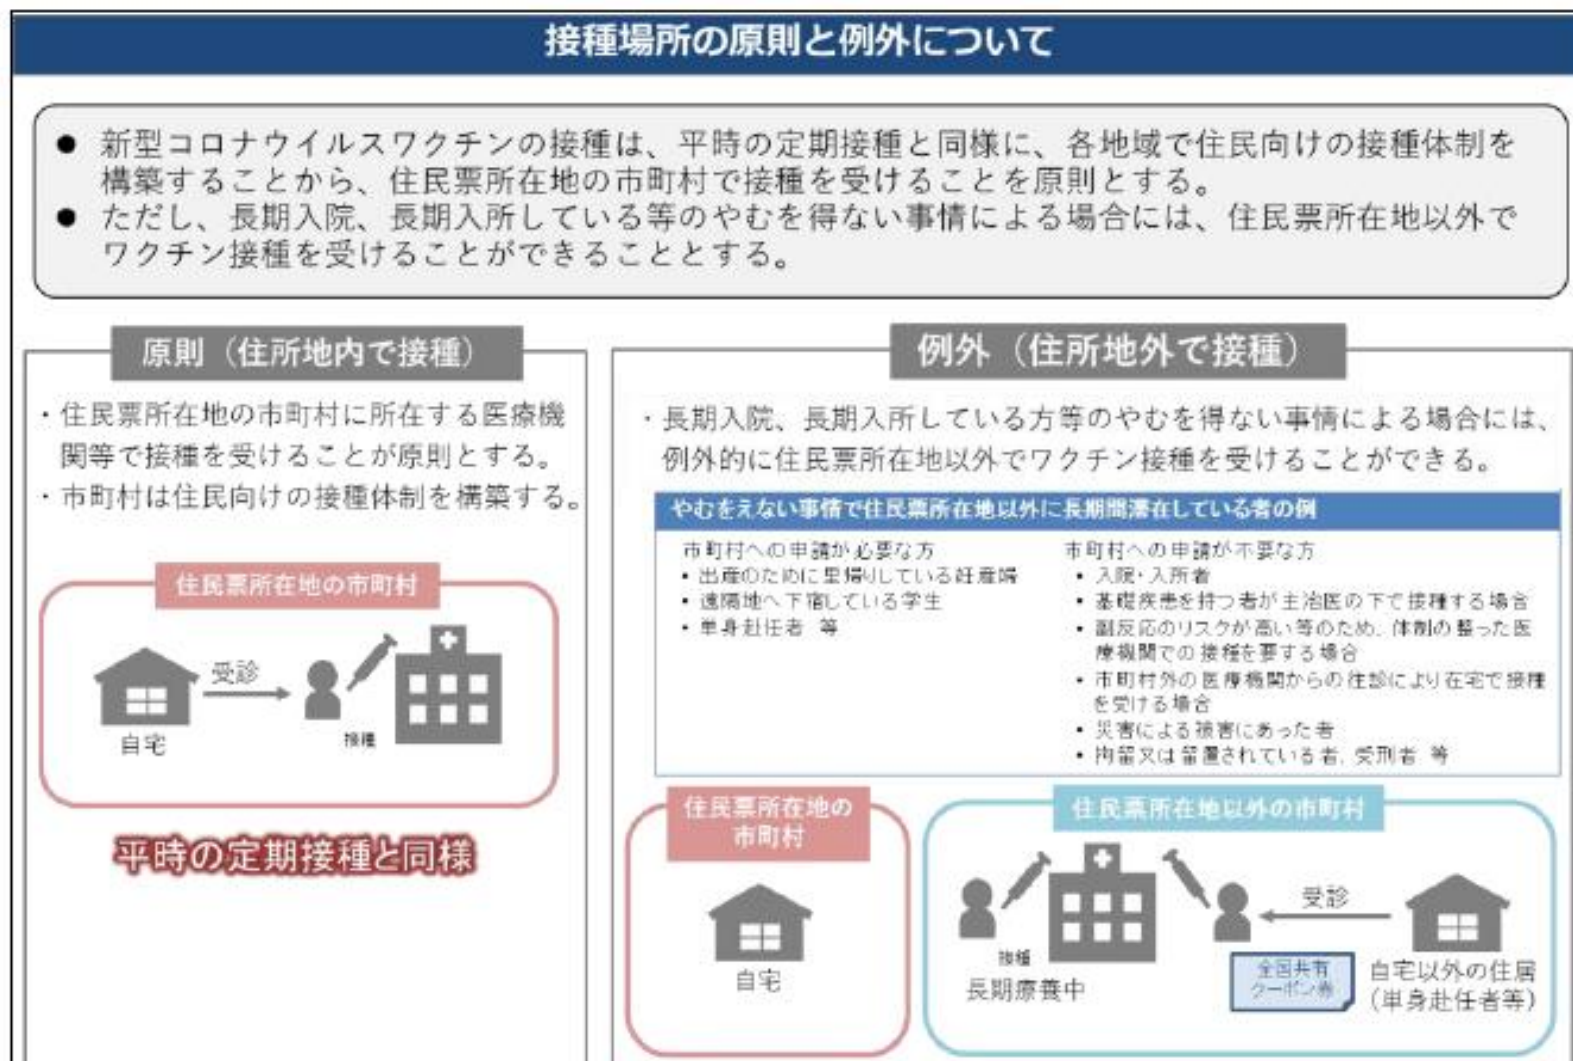 接種場所の原則と例外について
● 新型コロナウイルスワクチンの接種は、平時の定期接種と同様に、各地域で住民向けの接種体制を
構築することから、住民票所在地の市町村で接種を受けることを原則とする。
● ただし、長期入院、長期入所している等のやむを得ない事情による場合には、住民票所在地以外で
ワクチン接種を受けることができることとする。
原則（住所地内で接種）
・住民票所在地の市町村に所在する医療機
関等で接種を受けることが原則とする。
・市町村は住民向けの接種体制を構築する。
住民票所在地の市町村
受診
自宅
接種
平時の定期接種と同様
例外（住所地外で接種）
・長期入院、長期入所している方等のやむを得ない事情による場合には、
例外的に住民票所在地以外でワクチン接種を受けることができる。
やむをえない事情で住民票所在地以外に長期間滞在している者の例
市町村への申請が必要な方
• 出産のために里帰りしている妊産婦
• 遠隔地へ下宿している学生
• 単身赴任者 等
市町村への申請が不要な方
• 入院・入所者
• 基礎疾患を持つ者が主治医の下で接種する場合
• 副反応のリスクが高い等のため、体制の整った医
療機関での接種を要する場合
• 市町村外の医療機関からの往診により在宅で接種
を受ける場合
• 災害による被害にあった者
• 拘留又は留置されている者、受刑者 等
住民票所在地の
市町村
自宅
住民票所在地以外の市町村
接種
長期療養中
受診
全国共有
クーポン券
自宅以外の住居
（単身赴任者等）